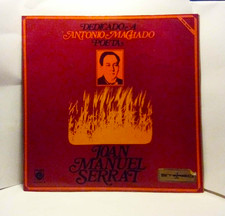 DEDICADO A
ANTONIO MACHADO
POETA
JOAN
MANUEL
SERRAT